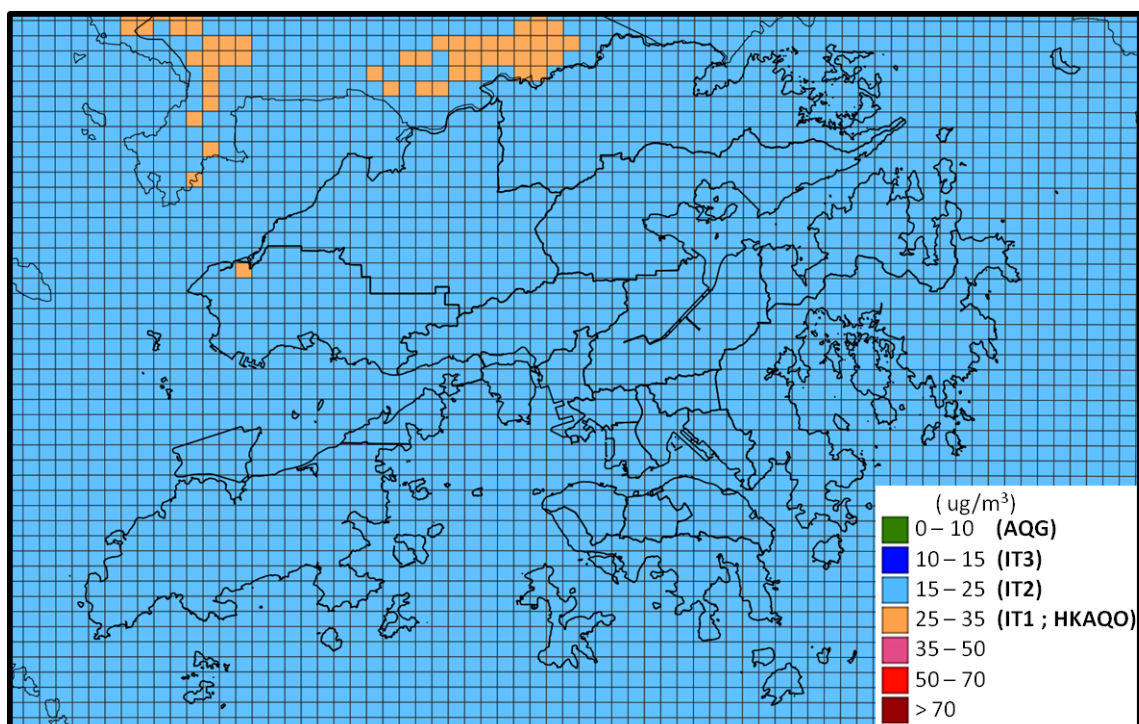 ( ug/m³)
0 – 10 (AQG)
10 – 15 (IT3)
15 – 25 (IT2)
25 – 35 (IT1 ; HKAQO)
35 – 50
50 – 70
> 70